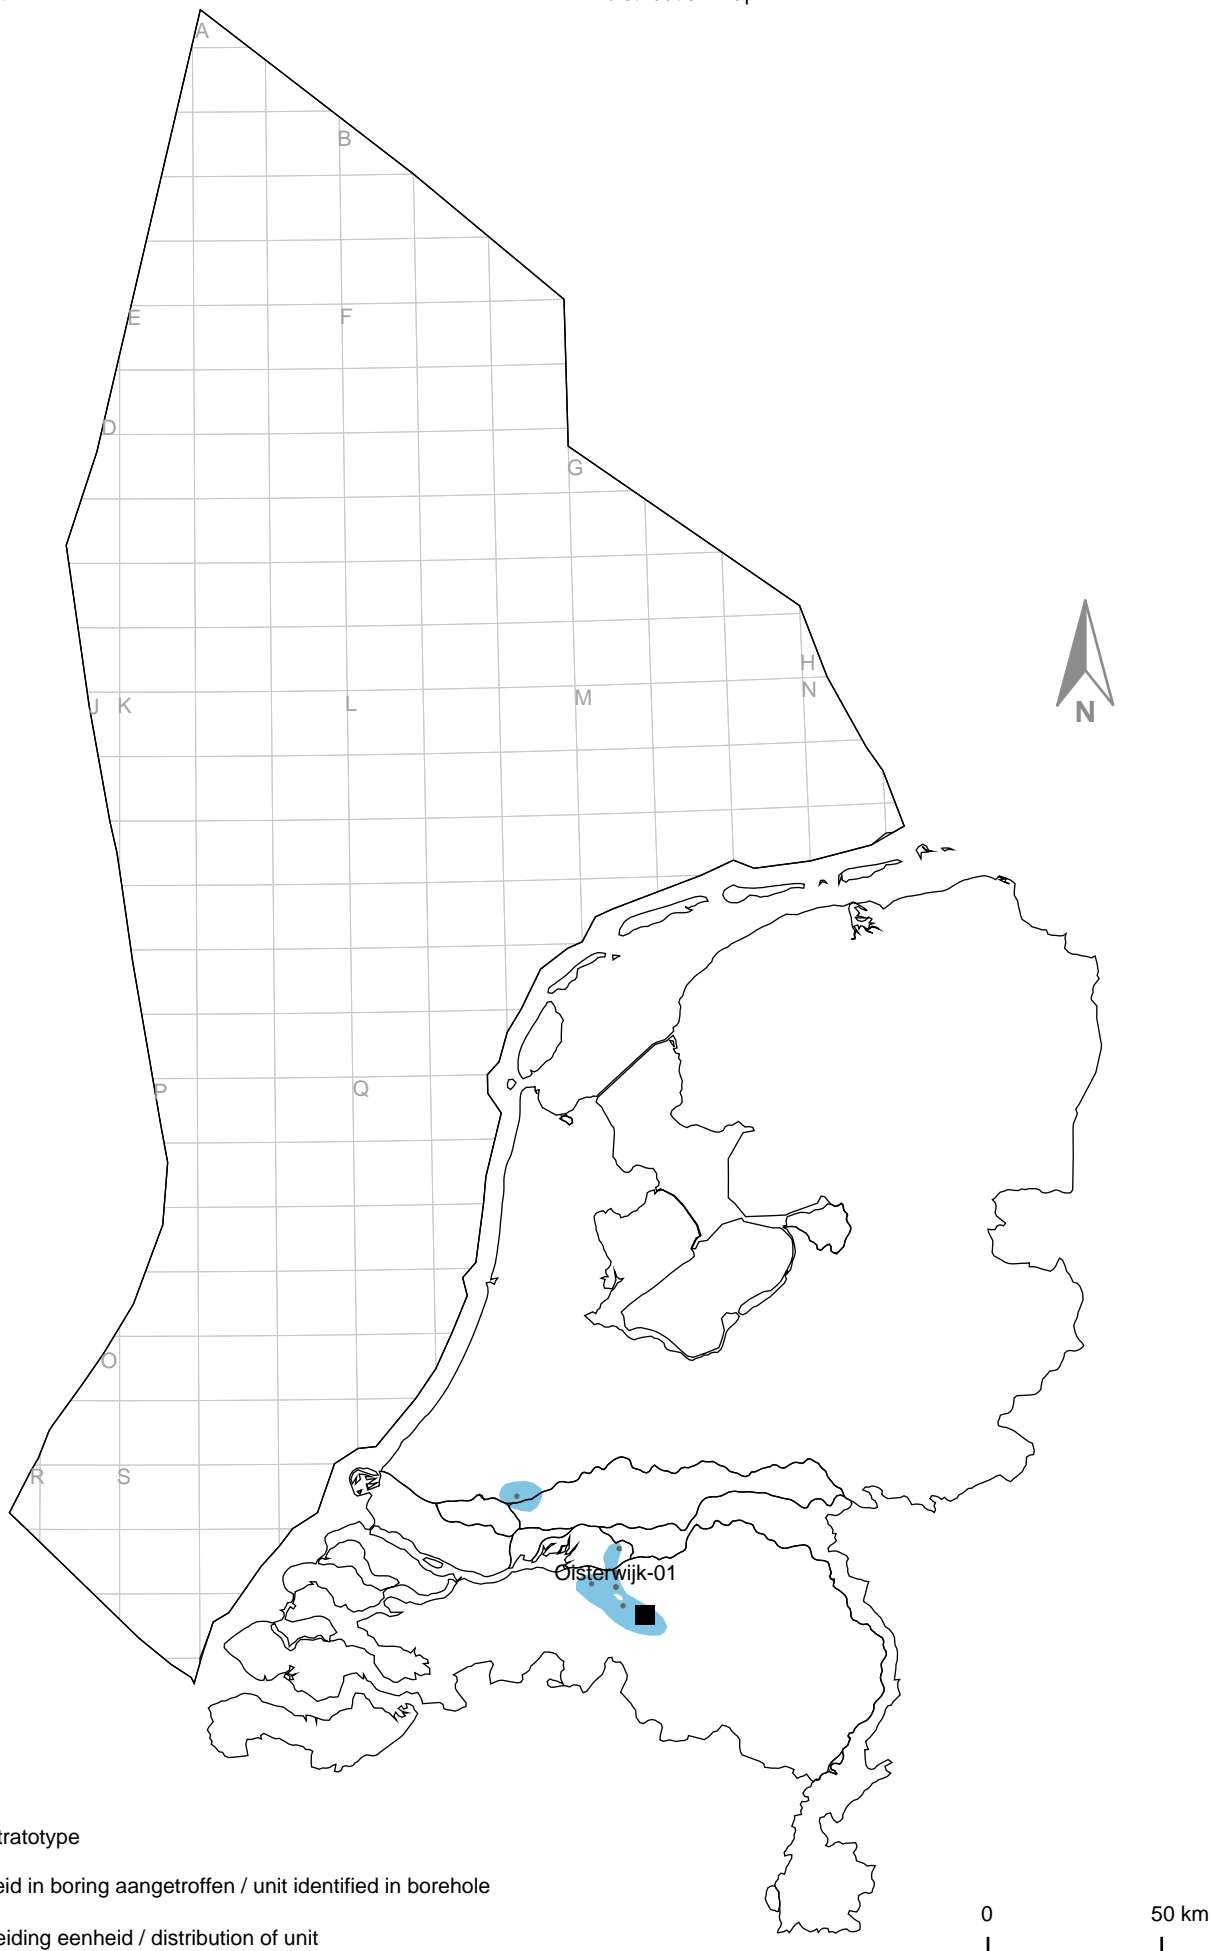 A
B
E
F
D
G
H
N
J
K
L
M
N
P
Q
O
R
S
Oisterwijk-01
tratotype
eid in boring aangetroffen / unit identified in borehole
eiding eenheid / distribution of unit
0
50 km